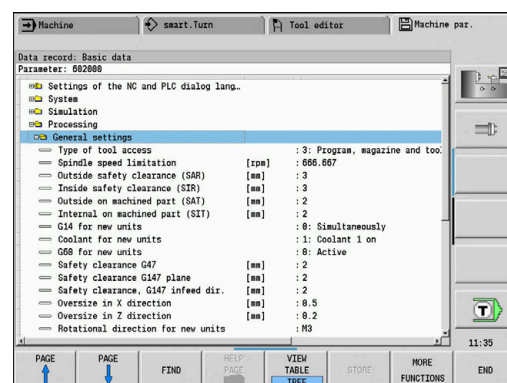 Machine
smart.Turn
Tool editor
Machine par.
Data record: Basic data
Parameter: 602000
Settings of the NC and PLC dialog lang…
System
Simulation
Processing
General settings
Type of tool access : 3: Program, magazine and too
Spindle speed limitation [rpm] : 666.667
Outside safety clearance (SAR) [mm] : 3
Inside safety clearance (SIR) [mm] : 3
Outside on machined part (SAT) [mm] : 2
Internal on machined part (SIT) [mm] : 2
G14 for new units : 0: Simultaneously
Coolant for new units : 1: Coolant 1 on
G60 for new units : 0: Active
Safety clearance G47 [mm] : 2
Safety clearance G147 plane [mm] : 2
Safety clearance, G147 infeed dir. [mm] : 2
Oversize in X direction [mm] : 0.5
Oversize in Z direction [mm] : 0.2
Rotational direction for new units : M3
T
11:35
PAGE
PAGE
FIND
HELP
PAGE
VIEW
TABLE
TREE
STORE
MORE
FUNCTIONS
END